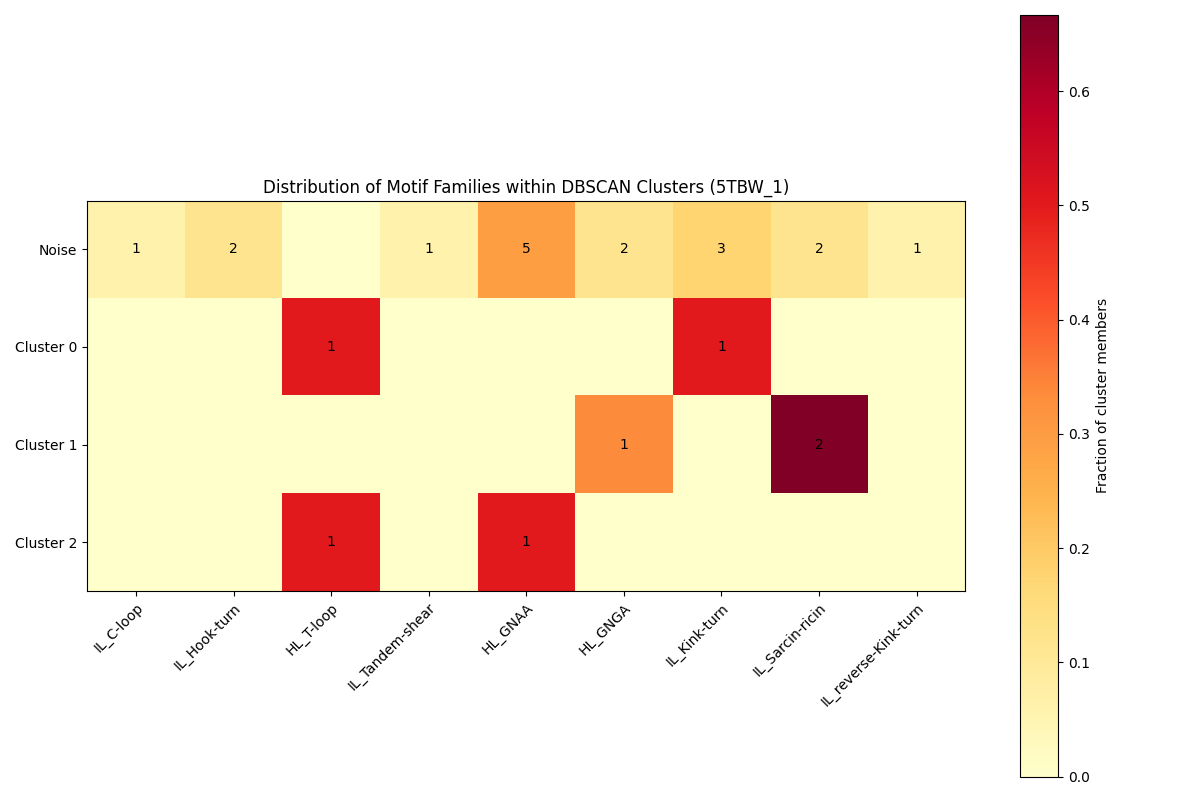 Distribution of Motif Families within DBSCAN Clusters (5TBW_1)
Noise 1 2 1 5 2 3 2 1
Cluster 0 1 1
Cluster 1 1 2
Cluster 2 1 1
IL_C-loop
IL_Hook-turn
HL_T-loop
IL_Tandem-shear
HL_GNAA
HL_GNGA
IL_Kink-turn
IL_Sarcin-ricin
IL_reverse-Kink-turn
0.6
0.5
0.4
0.3
0.2
0.1
0.0
Fraction of cluster members